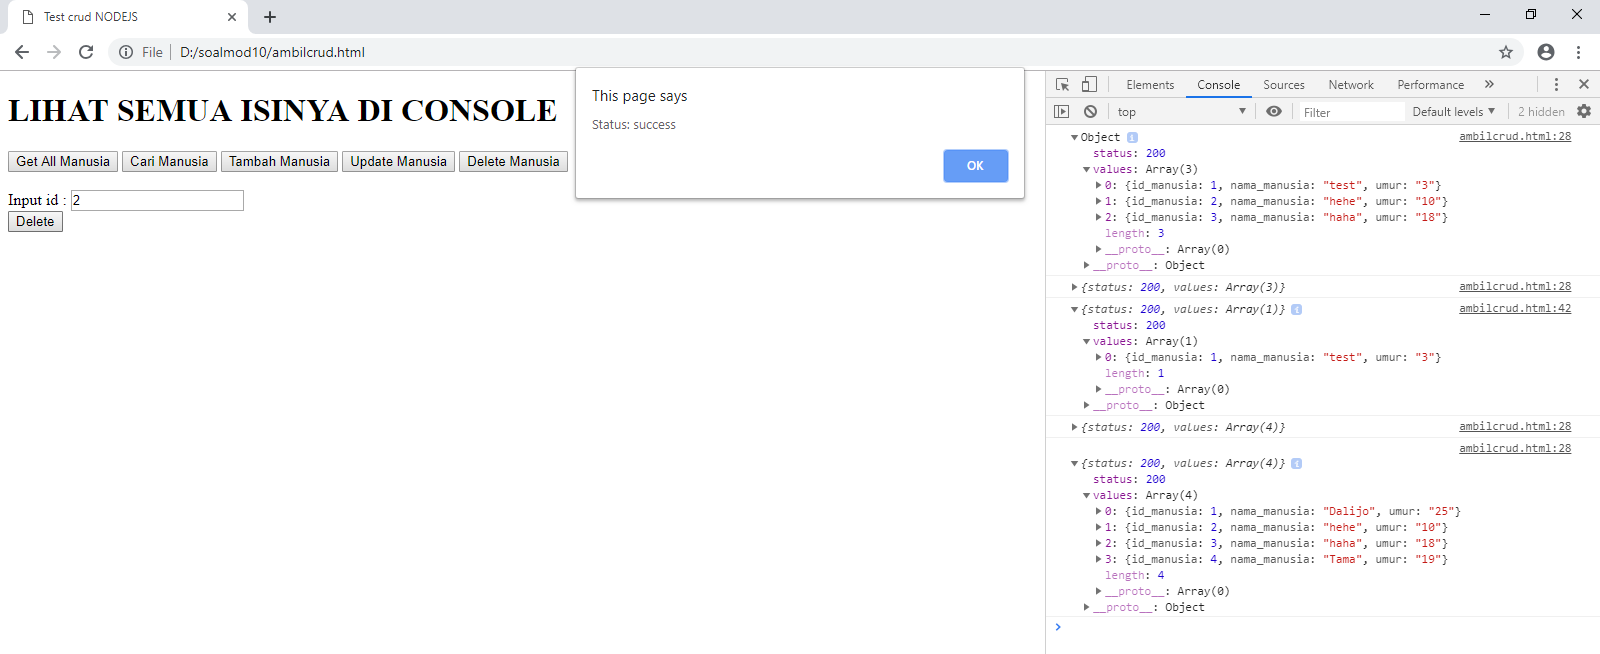 Test crud NODEJS
File D:/soalmod10/ambilcrud.html
LIHAT SEMUA ISINYA DI CONSOLE
Get All Manusia Cari Manusia Tambah Manusia Update Manusia Delete Manusia
Input id : 2
Delete
This page says
Status: success
OK
Elements Console Sources Network Performance »
top Filter Default levels 2 hidden
Object i ambilcrud.html:28
status: 200
values: Array(3)
0: {id_manusia: 1, nama_manusia: "test", umur: "3"}
1: {id_manusia: 2, nama_manusia: "hehe", umur: "10"}
2: {id_manusia: 3, nama_manusia: "haha", umur: "18"}
length: 3
__proto__: Array(0)
__proto__: Object
{status: 200, values: Array(3)} ambilcrud.html:28
{status: 200, values: Array(1)} i ambilcrud.html:42
status: 200
values: Array(1)
0: {id_manusia: 1, nama_manusia: "test", umur: "3"}
length: 1
__proto__: Array(0)
__proto__: Object
{status: 200, values: Array(4)} ambilcrud.html:28
ambilcrud.html:28
{status: 200, values: Array(4)} i
status: 200
values: Array(4)
0: {id_manusia: 1, nama_manusia: "Dalijo", umur: "25"}
1: {id_manusia: 2, nama_manusia: "hehe", umur: "10"}
2: {id_manusia: 3, nama_manusia: "haha", umur: "18"}
3: {id_manusia: 4, nama_manusia: "Tama", umur: "19"}
length: 4
__proto__: Array(0)
__proto__: Object